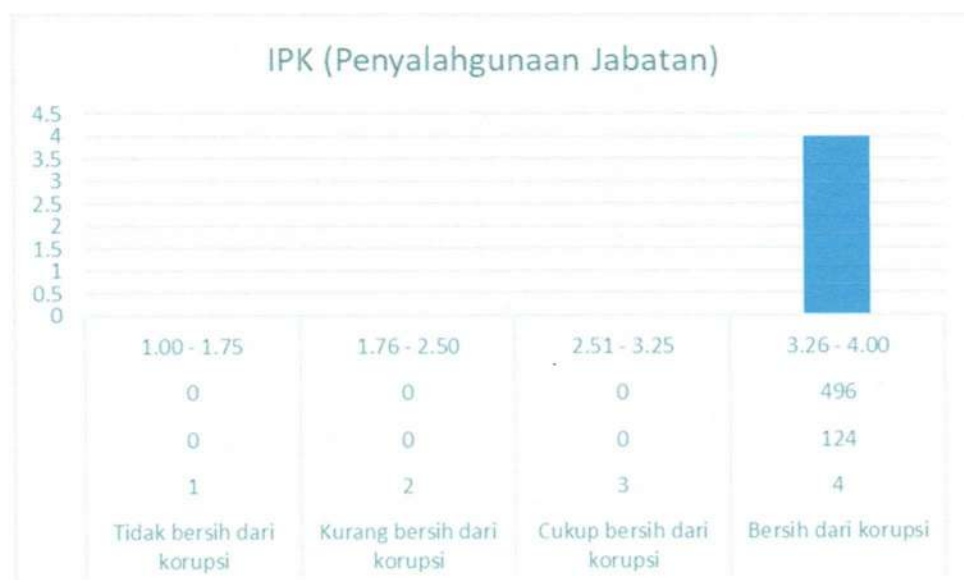 IPK (Penyalahgunaan Jabatan)
4.5
4
3.5
3
2.5
2
1.5
1
0.5
0
1.00 - 1.75 1.76 - 2.50 2.51 - 3.25 3.26 - 4.00
0 0 0 496
0 0 0 124
1 2 3 4
Tidak bersih dari korupsi Kurang bersih dari korupsi Cukup bersih dari korupsi Bersih dari korupsi